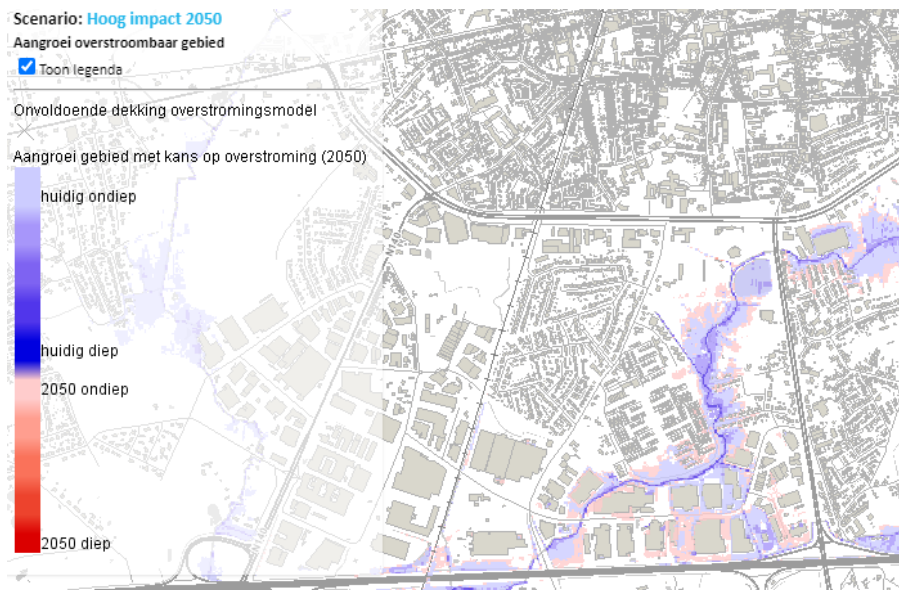 Scenario: Hoog impact 2050
Aangroei overstroombaar gebied
Toon legenda
Onvoldoende dekking overstromingsmodel
Aangroei gebied met kans op overstroming (2050)
huidig ondiep
huidig diep
2050 ondiep
2050 diep